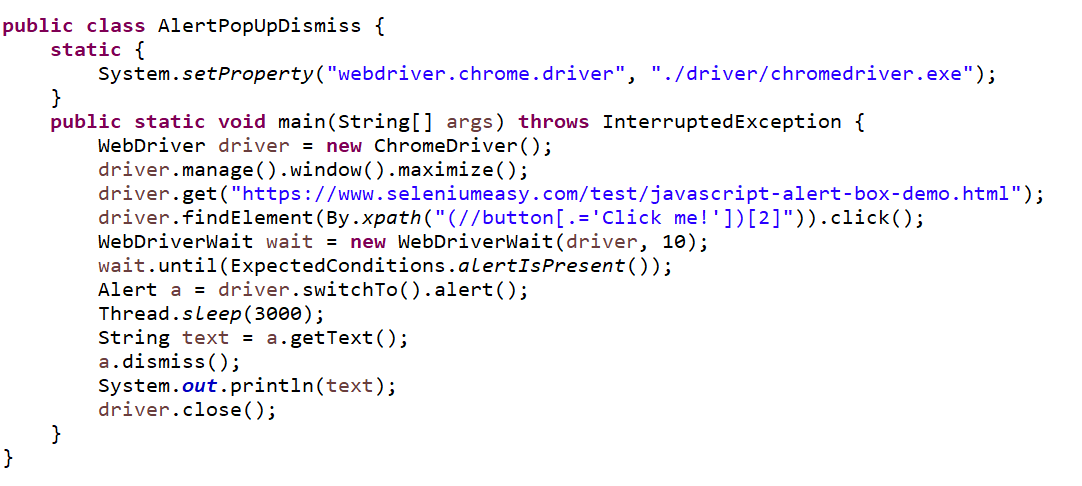 public class AlertPopUpDismiss {
    static {
        System.setProperty("webdriver.chrome.driver", "./driver/chromedriver.exe");
    }
    public static void main(String[] args) throws InterruptedException {
        WebDriver driver = new ChromeDriver();
        driver.manage().window().maximize();
        driver.get("https://www.seleniumeasy.com/test/javascript-alert-box-demo.html");
        driver.findElement(By.xpath("(//button[.='Click me!'])[2]")).click();
        WebDriverWait wait = new WebDriverWait(driver, 10);
        wait.until(ExpectedConditions.alertIsPresent());
        Alert a = driver.switchTo().alert();
        Thread.sleep(3000);
        String text = a.getText();
        a.dismiss();
        System.out.println(text);
        driver.close();
    }
}